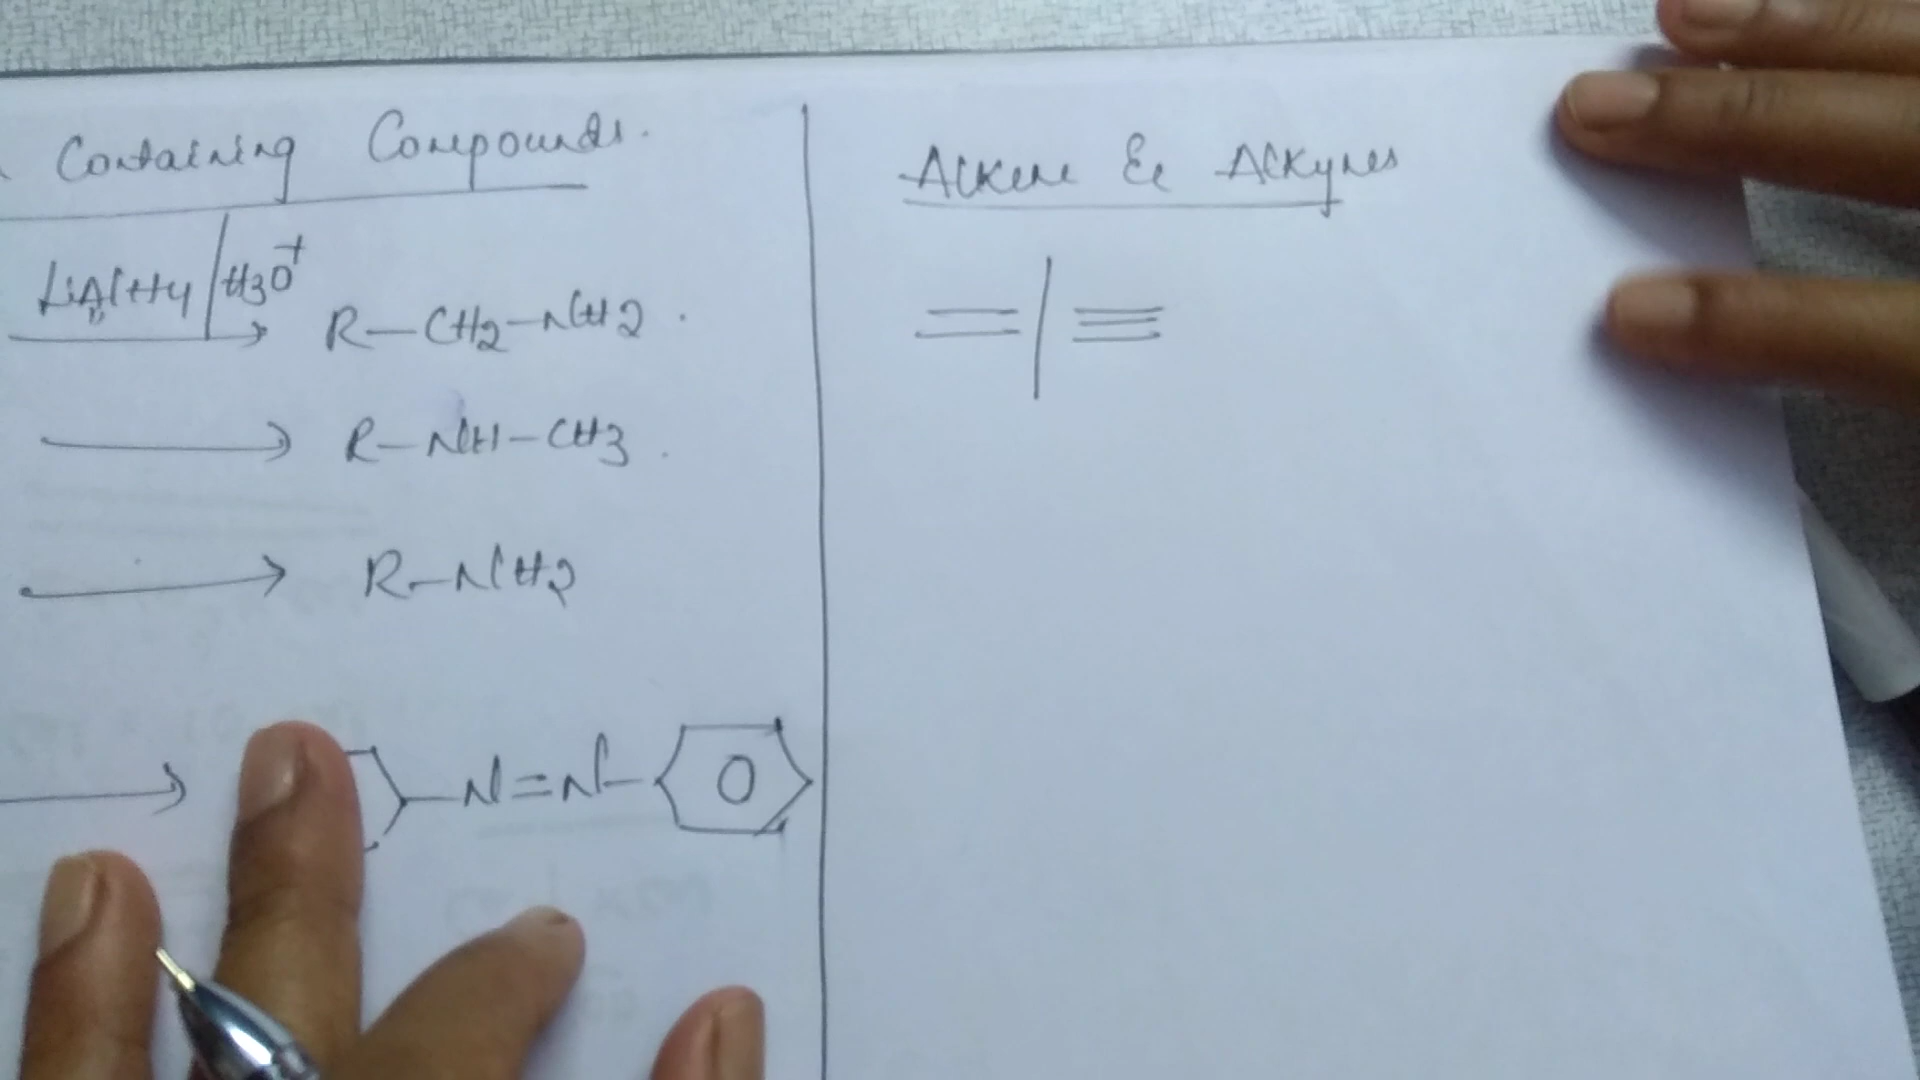 Containing Compounds.
LiAlH4/H3O+
R-CH2-NH2.
R-NH-CH3.
R-NH2
-N=N-
Alkene & Alkynes
=/≡